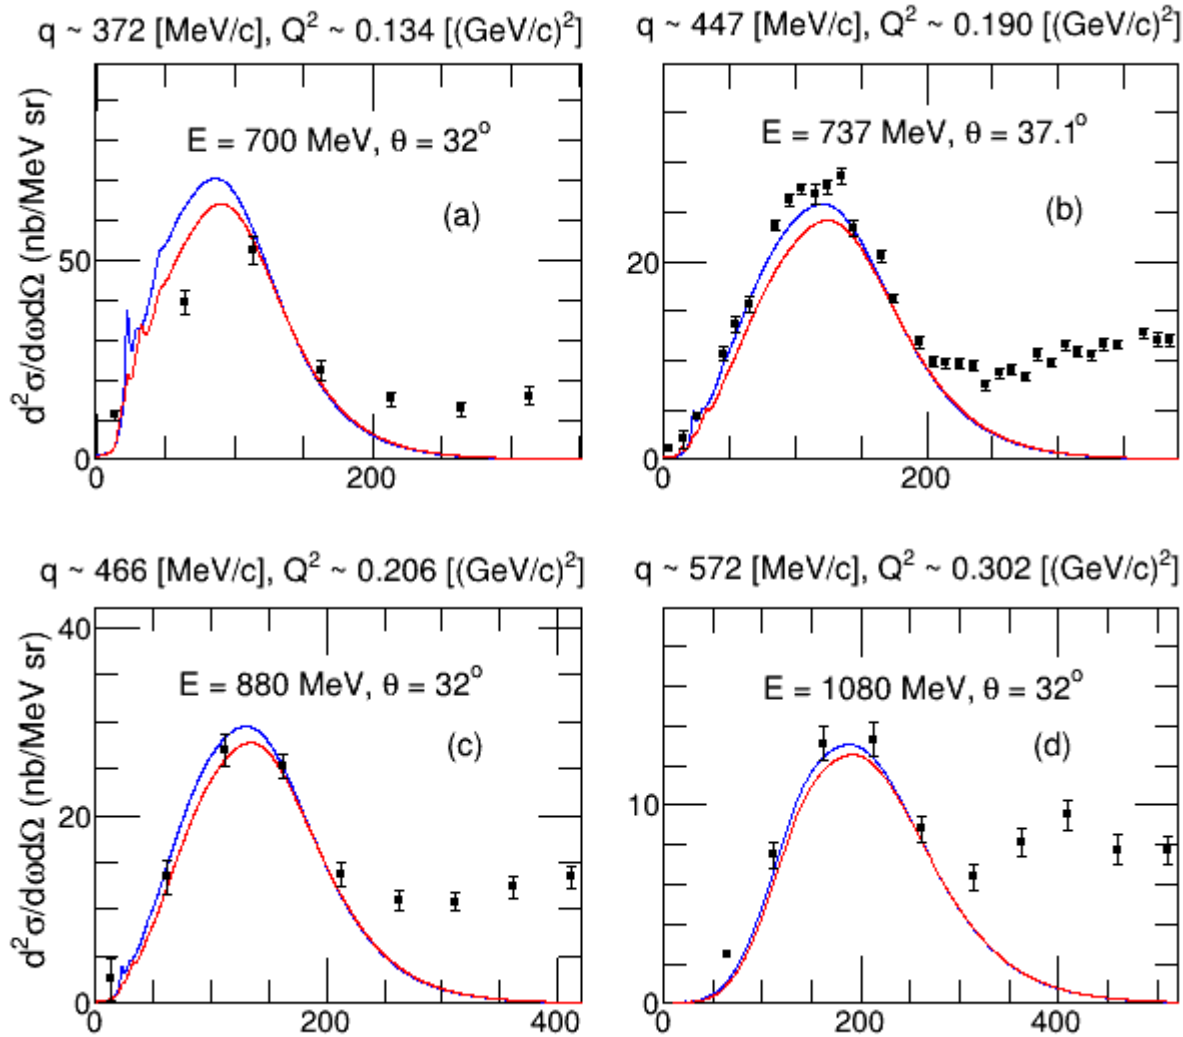 q ~ 372 [MeV/c], Q² ~ 0.134 [(GeV/c)²]
q ~ 447 [MeV/c], Q² ~ 0.190 [(GeV/c)²]
d²σ/dωdΩ (nb/MeV sr)
E = 700 MeV, θ = 32°
(a)
50
0
0
200
E = 737 MeV, θ = 37.1°
(b)
20
0
0
200
q ~ 466 [MeV/c], Q² ~ 0.206 [(GeV/c)²]
q ~ 572 [MeV/c], Q² ~ 0.302 [(GeV/c)²]
d²σ/dωdΩ (nb/MeV sr)
40
E = 880 MeV, θ = 32°
(c)
20
0
0
200
400
E = 1080 MeV, θ = 32°
(d)
10
0
0
200
400